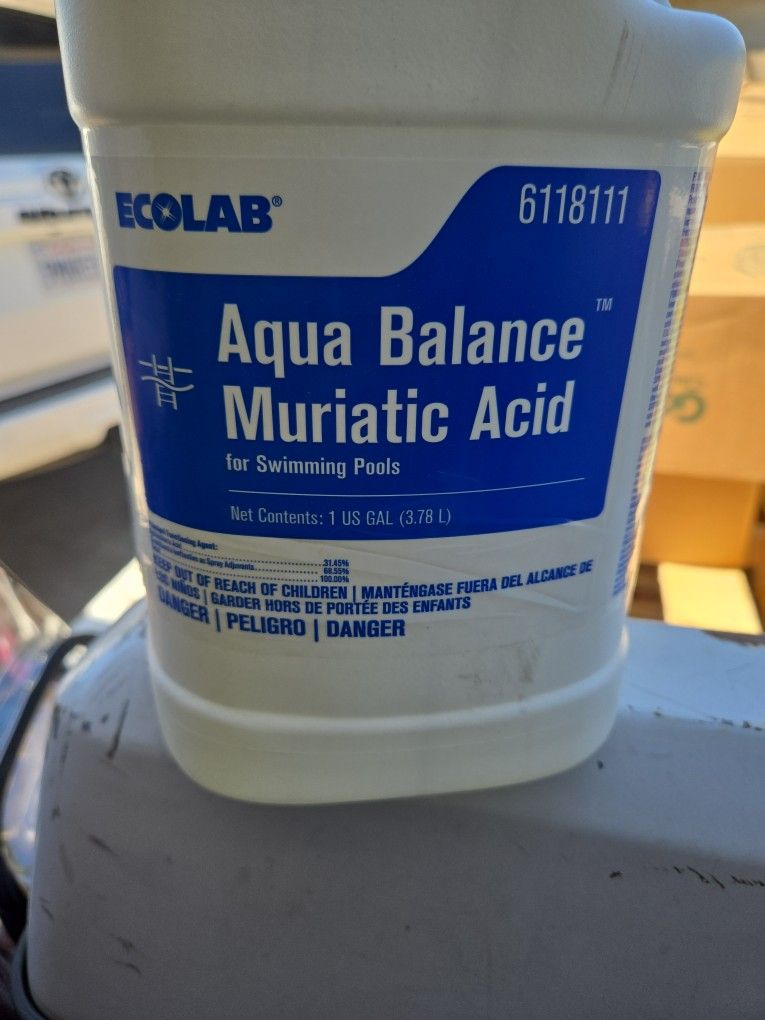 ECOLAB®
6118111
Aqua Balance™
Muriatic Acid
for Swimming Pools
Net Contents: 1 US GAL (3.78 L)
Functioning Agent:
31.45%
68.55%
100.00%
KEEP OUT OF REACH OF CHILDREN | MANTÉNGASE FUERA DEL ALCANCE DE
NIÑOS | GARDER HORS DE PORTÉE DES ENFANTS
DANGER | PELIGRO | DANGER